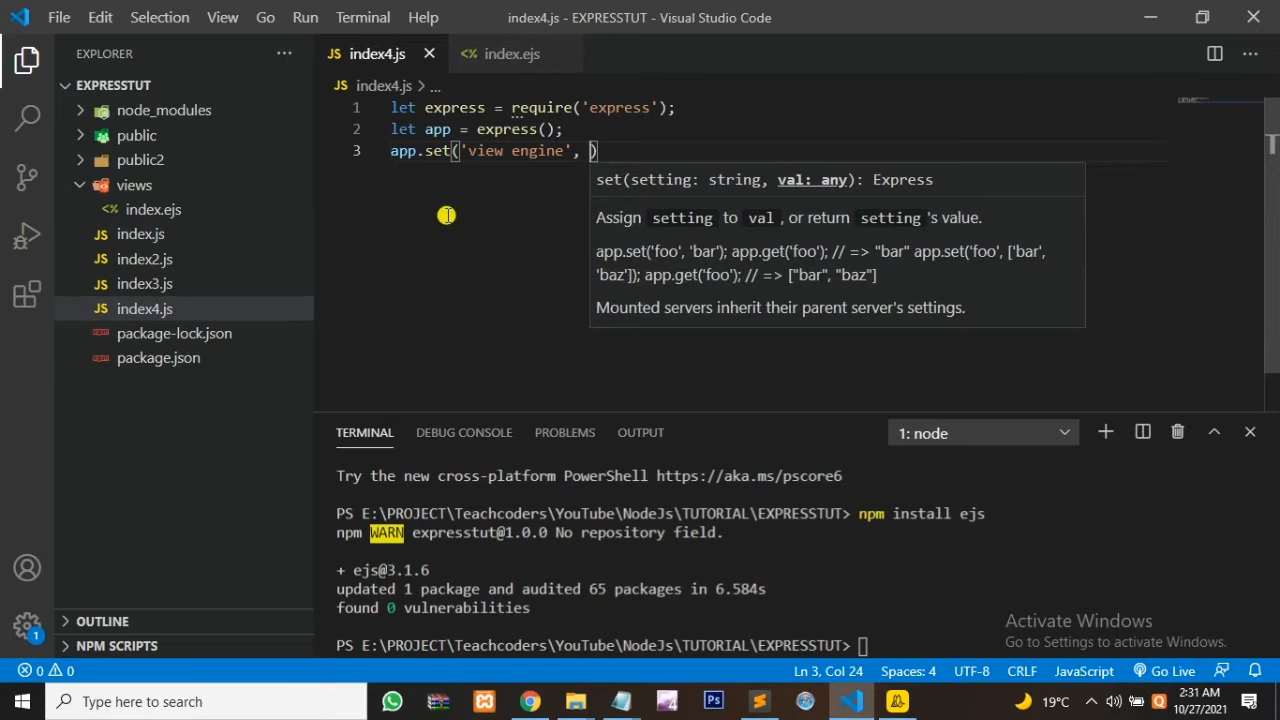 File Edit Selection View Go Run Terminal Help index4.js - EXPRESSTUT - Visual Studio Code
EXPLORER
JS index4.js
<% index.ejs
EXPRESSTUT
JS index4.js > ...
node_modules
public
public2
views
<% index.ejs
JS index.js
JS index2.js
JS index3.js
JS index4.js
package-lock.json
package.json
OUTLINE
NPM SCRIPTS
1 let express = require('express');
2 let app = express();
3 app.set('view engine', )
set(setting: string, val: any): Express
Assign setting to val, or return setting's value.
app.set('foo', 'bar'); app.get('foo'); // => "bar" app.set('foo', ['bar',
'baz']); app.get('foo'); // => ["bar", "baz"]
Mounted servers inherit their parent server's settings.
TERMINAL DEBUG CONSOLE PROBLEMS OUTPUT 1: node
Try the new cross-platform PowerShell https://aka.ms/pscore6
PS E:\PROJECT\Teachcoders\YouTube\NodeJs\TUTORIAL\EXPRESSTUT> npm install ejs
npm WARN expresstut@1.0.0 No repository field.
+ ejs@3.1.6
updated 1 package and audited 65 packages in 6.584s
found 0 vulnerabilities
PS E:\PROJECT\Teachcoders\YouTube\NodeJs\TUTORIAL\EXPRESSTUT>
Activate Windows
Go to Settings to activate Windows.
1
0 0 Ln 3, Col 24 Spaces: 4 UTF-8 CRLF JavaScript Go Live
Type here to search
Ps
19°C
2:31 AM
10/27/2021